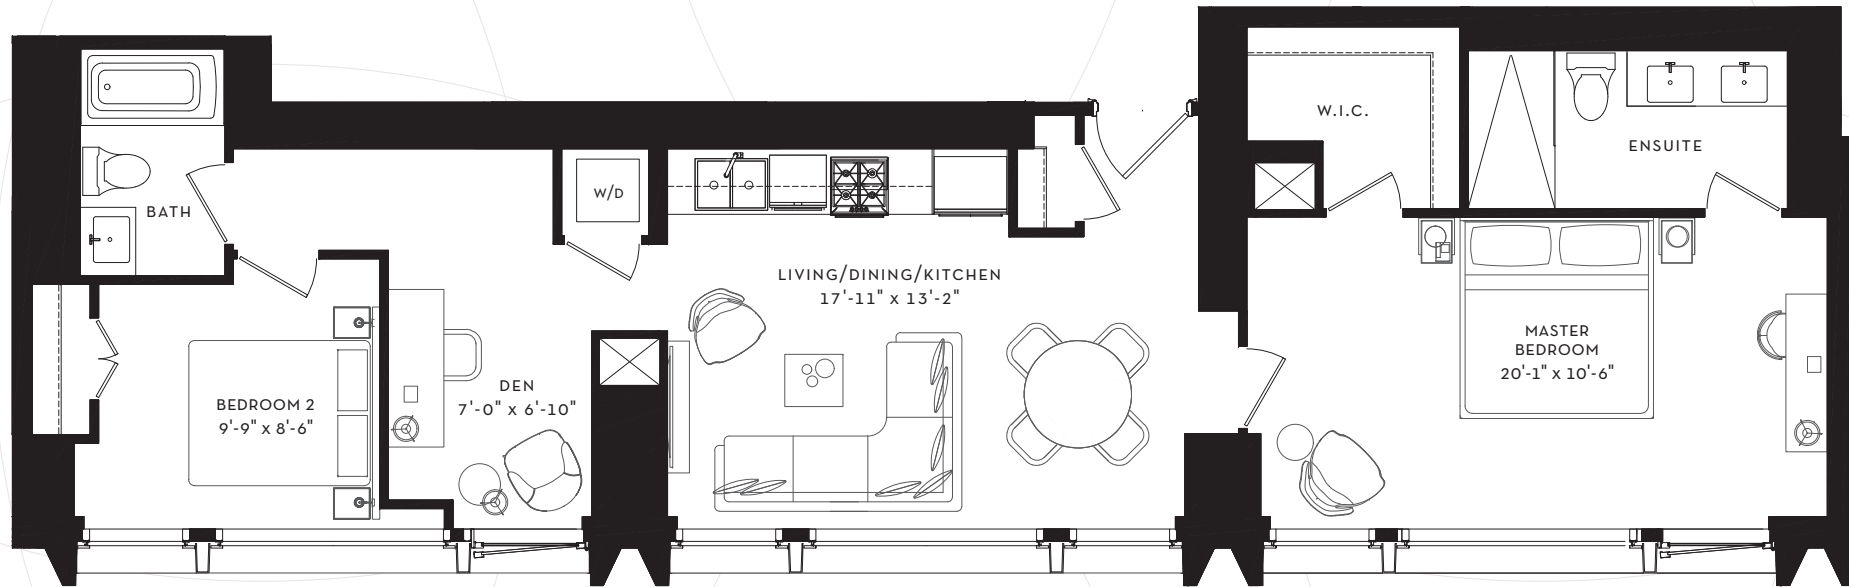 BATH
BEDROOM 2
9'-9" x 8'-6"
DEN
7'-0" x 6'-10"
W/D
LIVING/DINING/KITCHEN
17'-11" x 13'-2"
W.I.C.
ENSUITE
MASTER
BEDROOM
20'-1" x 10'-6"